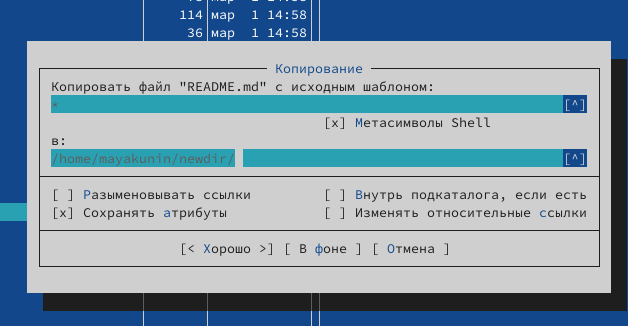 114 мар 1 14:58
36 мар 1 14:58
Копирование
Копировать файл "README.md" с исходным шаблоном:
* [^]
[x] Метасимволы Shell
в:
/home/mayakunin/newdir/ [^]
[ ] Разыменовывать ссылки [ ] Внутрь подкаталога, если есть
[x] Сохранять атрибуты [ ] Изменять относительные ссылки
[< Хорошо >] [ В фоне ] [ Отмена ]